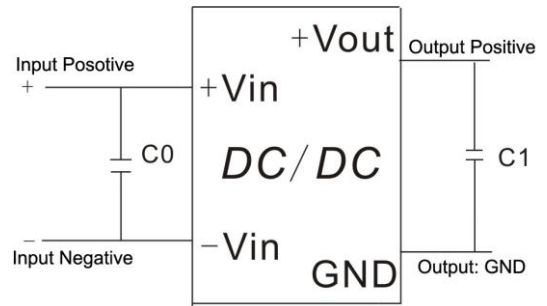 +Vout
Output Positive
Input Posotive
+
+Vin
C0
DC/DC
C1
−
−Vin
Input Negative
GND
Output: GND